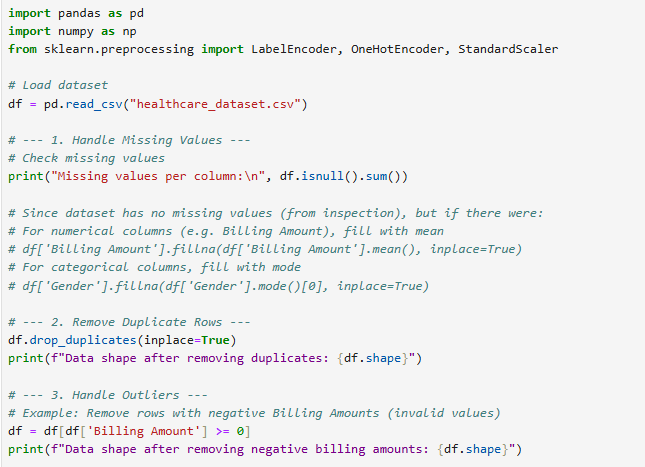 import pandas as pd
import numpy as np
from sklearn.preprocessing import LabelEncoder, OneHotEncoder, StandardScaler
# Load dataset
df = pd.read_csv("healthcare_dataset.csv")
# --- 1. Handle Missing Values ---
# Check missing values
print("Missing values per column:\n", df.isnull().sum())
# Since dataset has no missing values (from inspection), but if there were:
# For numerical columns (e.g. Billing Amount), fill with mean
# df['Billing Amount'].fillna(df['Billing Amount'].mean(), inplace=True)
# For categorical columns, fill with mode
# df['Gender'].fillna(df['Gender'].mode()[0], inplace=True)
# --- 2. Remove Duplicate Rows ---
df.drop_duplicates(inplace=True)
print(f"Data shape after removing duplicates: {df.shape}")
# --- 3. Handle Outliers ---
# Example: Remove rows with negative Billing Amounts (invalid values)
df = df[df['Billing Amount'] >= 0]
print(f"Data shape after removing negative billing amounts: {df.shape}")